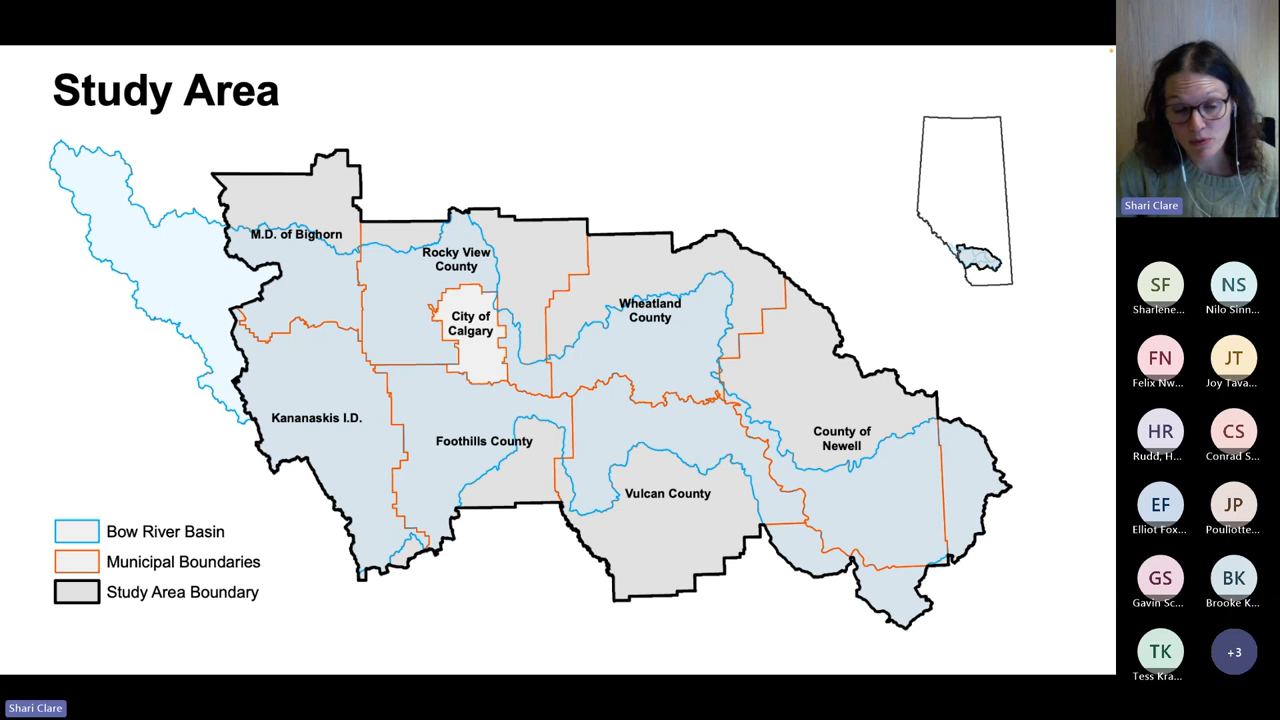 Study Area
M.D. of Bighorn
Rocky View
County
City of
Calgary
Wheatland
County
Kananaskis I.D.
Foothills County
County of
Newell
Vulcan County
Bow River Basin
Municipal Boundaries
Study Area Boundary
Shari Clare
SF
Sharlene...
NS
Nilo Sinn...
FN
Felix Nw...
JT
Joy Tava...
HR
Rudd, H...
CS
Conrad S...
EF
Elliot Fox...
JP
Pouliotte...
GS
Gavin Sc...
BK
Brooke K...
TK
Tess Kra...
+3
Shari Clare